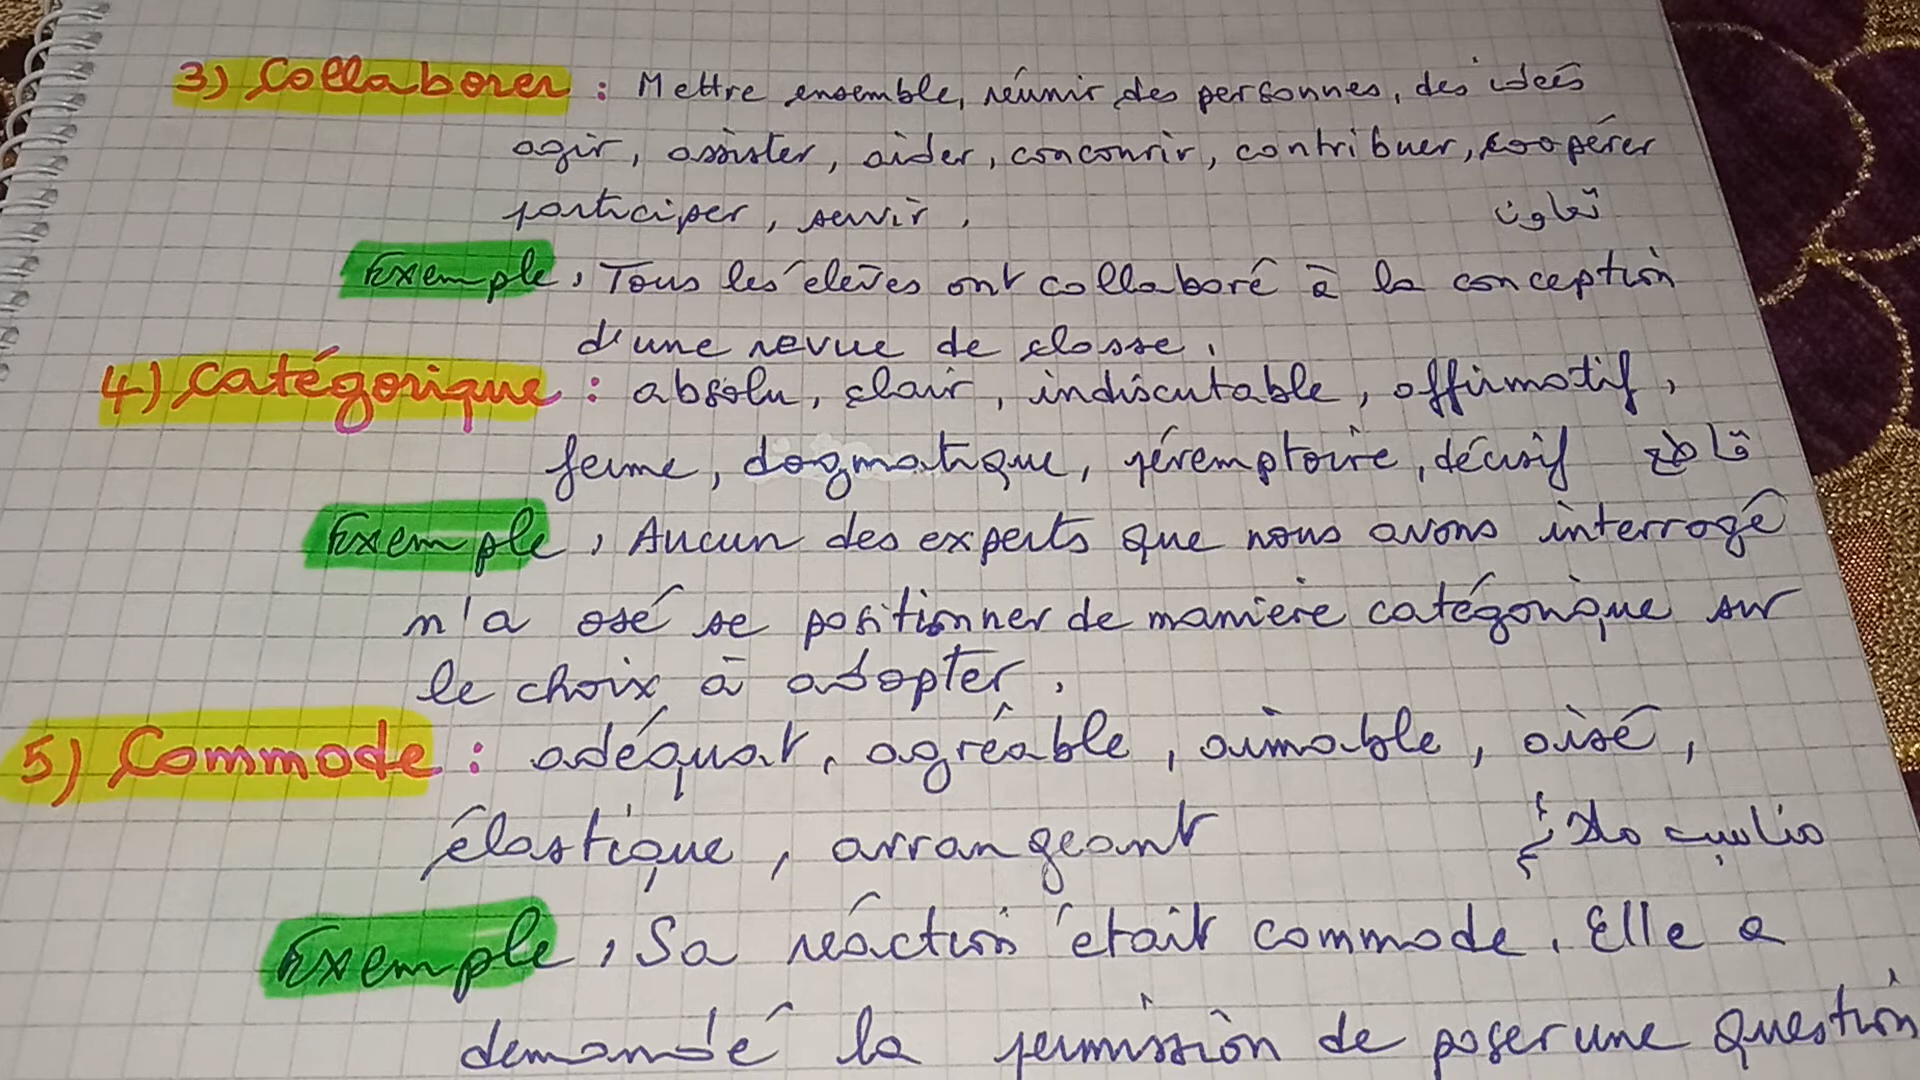 3) Collaborer : Mettre ensemble, réunir des personnes, des idées
agir, assister, aider, concourir, contribuer, coopérer
participer, servir, تعاون
Exemple, Tous les élèves ont collaboré à la conception
d'une revue de classe.
4) Catégorique : absolu, clair, indiscutable, affirmatif,
ferme, dogmatique, péremptoire, décisif قاطع
Exemple, Aucun des experts que nous avons interrogé
n'a osé se positionner de manière catégorique sur
le choix à adopter.
5) Commode : adéquat, agréable, aimable, aisé,
élastique, arrangeant مناسب ملائم
Exemple, Sa réaction était commode. Elle a
demandé la permission de poser une question